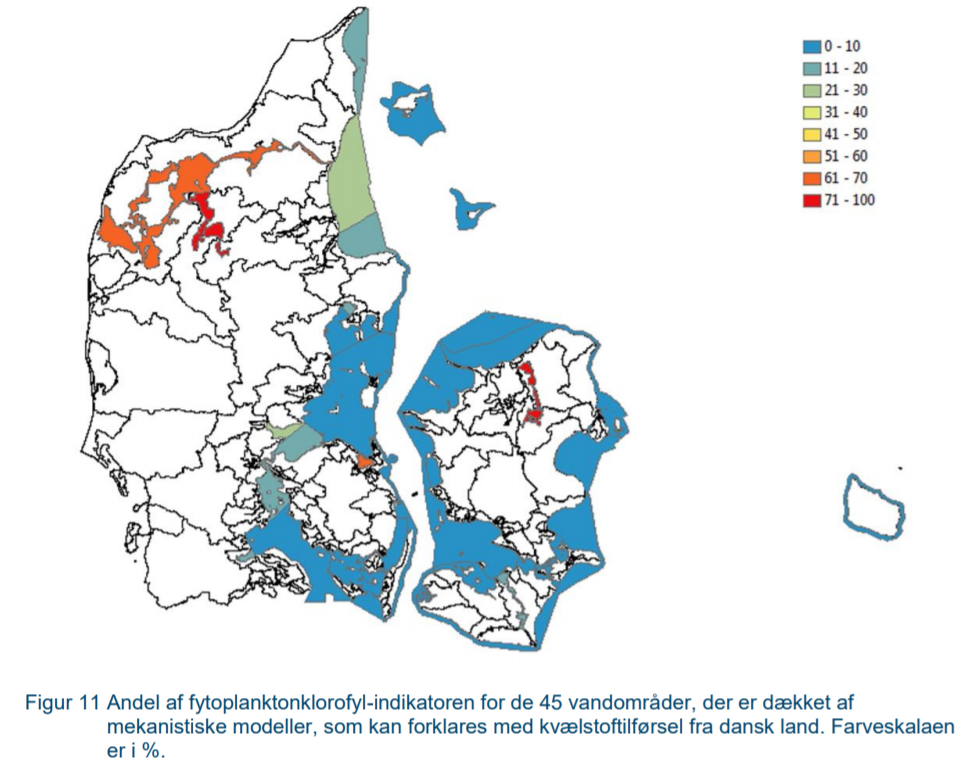 0 - 10
11 - 20
21 - 30
31 - 40
41 - 50
51 - 60
61 - 70
71 - 100
Figur 11 Andel af fytoplanktonklorofyl-indikatoren for de 45 vandområder, der er dækket af
mekanistiske modeller, som kan forklares med kvælstoftilførsel fra dansk land. Farveskalaen
er i %.